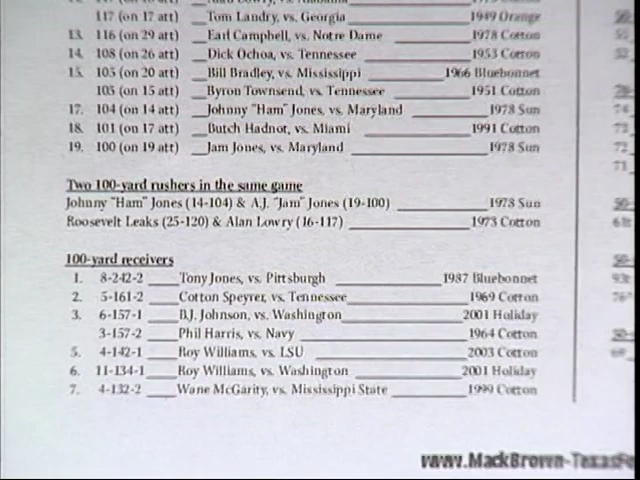 117 (on 17 att) __Tom Landry, vs. Georgia 1949 Orange
13. 116 (on 29 att) __Earl Campbell, vs. Notre Dame 1978 Cotton
14. 108 (on 26 att) __Dick Ochoa, vs. Tennessee 1953 Cotton
15. 105 (on 20 att) __Bill Bradley, vs. Mississippi 1966 Bluebonnet
105 (on 15 att) __Byron Townsend, vs. Tennessee 1951 Cotton
17. 104 (on 14 att) __Johnny "Ham" Jones, vs. Maryland 1978 Sun
18. 101 (on 17 att) __Butch Hadnot, vs. Miami 1991 Cotton
19. 100 (on 19 att) __Jam Jones, vs. Maryland 1978 Sun
Two 100-yard rushers in the same game
Johnny "Ham" Jones (14-104) & A.J. "Jam" Jones (19-100) 1978 Sun
Roosevelt Leaks (25-120) & Alan Lowry (16-117) 1973 Cotton
100-yard receivers
1. 8-242-2 Tony Jones, vs. Pittsburgh 1987 Bluebonnet
2. 5-161-2 Cotton Speyrer, vs. Tennessee 1969 Cotton
3. 6-157-1 B.J. Johnson, vs. Washington 2001 Holiday
3-157-2 Phil Harris, vs. Navy 1964 Cotton
5. 4-142-1 Roy Williams, vs. LSU 2003 Cotton
6. 11-134-1 Roy Williams, vs. Washington 2001 Holiday
7. 4-132-2 Wane McGarity, vs. Mississippi State 1999 Cotton
www.MackBrown-TexasFo